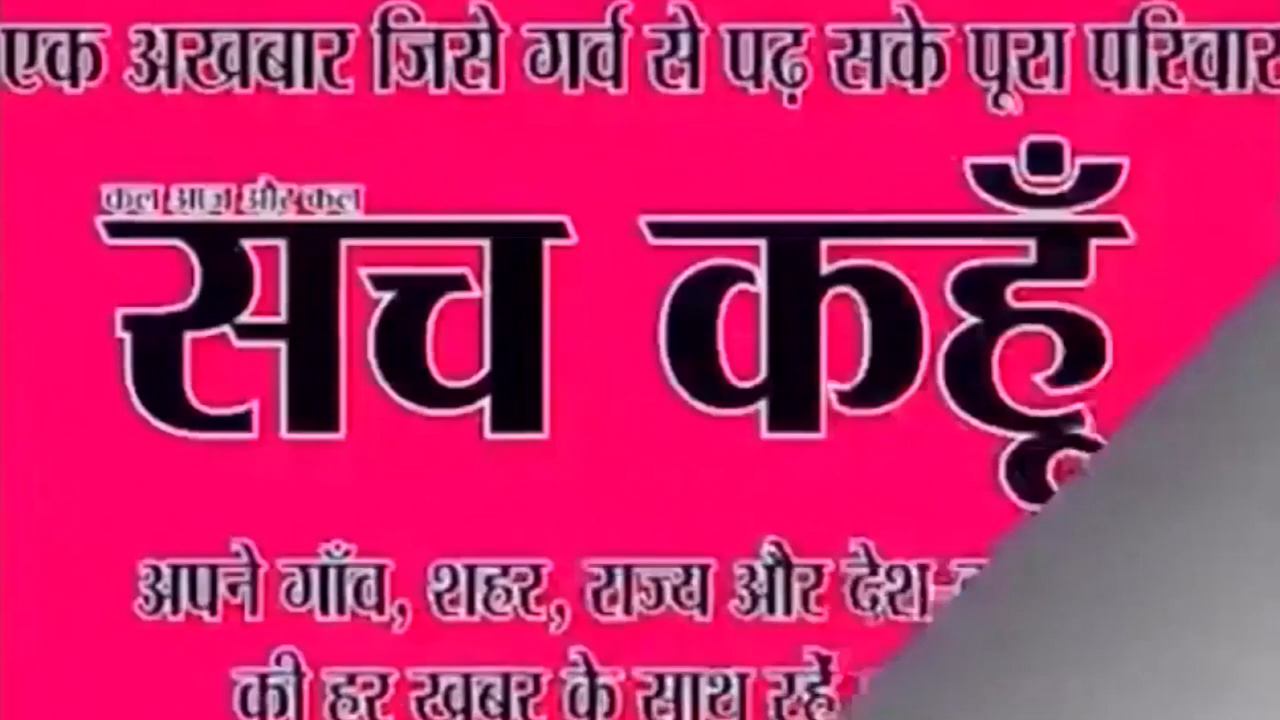 एक अखबार जिसे गर्व से पढ़ सके पूरा परिवार
कल आज और कल
सच कहूँ
अपने गाँव, शहर, राज्य और देश-
की हर खबर के साथ रहें